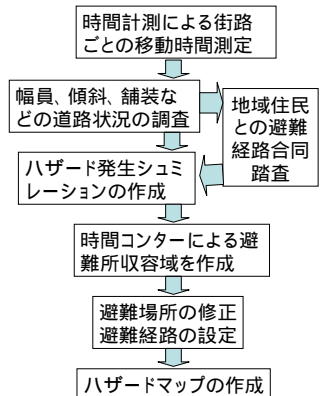 時間計測による街路
ごとの移動時間測定
幅員、傾斜、舗装な
どの道路状況の調査
地域住民
との避難
経路合同
踏査
ハザード発生シュミ
レーションの作成
時間コンターによる避
難所収容域を作成
避難場所の修正
避難経路の設定
ハザードマップの作成